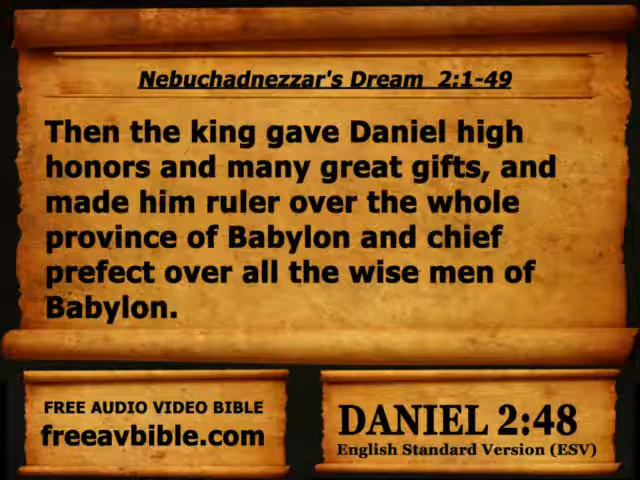 Nebuchadnezzar's Dream 2:1-49
Then the king gave Daniel high
honors and many great gifts, and
made him ruler over the whole
province of Babylon and chief
prefect over all the wise men of
Babylon.
FREE AUDIO VIDEO BIBLE
freeavbible.com
DANIEL 2:48
English Standard Version (ESV)